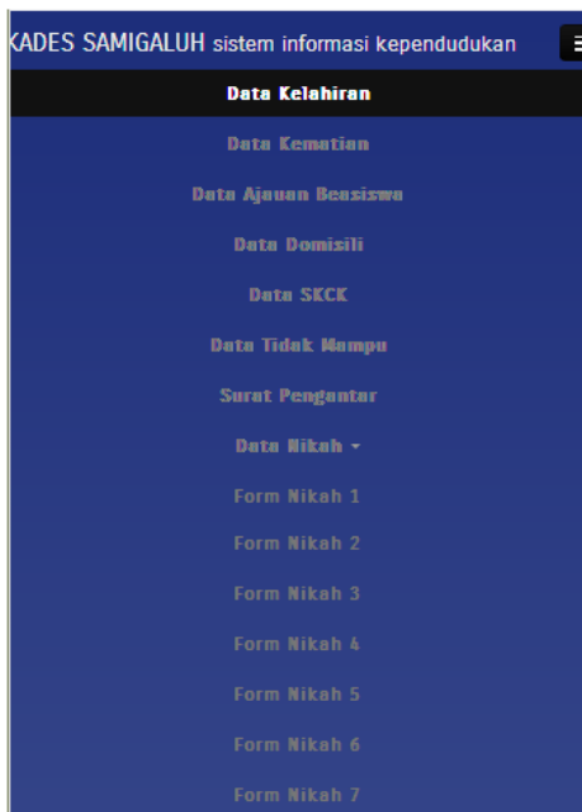 KADES SAMIGALUH sistem informasi kependudukan
Data Kelahiran
Data Kematian
Data Ajauan Beasiswa
Data Domisili
Data SKCK
Data Tidak Mampu
Surat Pengantar
Data Nikah
Form Nikah 1
Form Nikah 2
Form Nikah 3
Form Nikah 4
Form Nikah 5
Form Nikah 6
Form Nikah 7